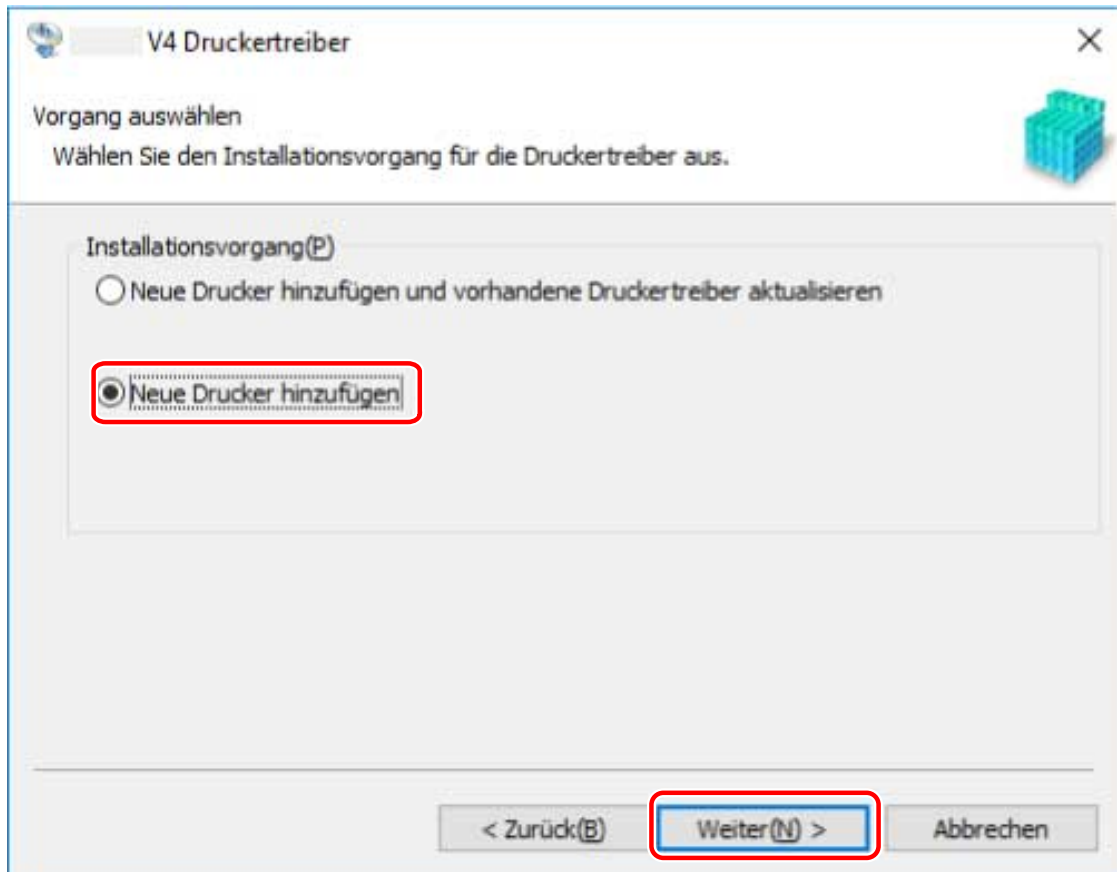 V4 Druckertreiber
Vorgang auswählen
Wählen Sie den Installationsvorgang für die Druckertreiber aus.
Installationsvorgang(P)
Neue Drucker hinzufügen und vorhandene Druckertreiber aktualisieren
Neue Drucker hinzufügen
< Zurück(B) Weiter(N) > Abbrechen